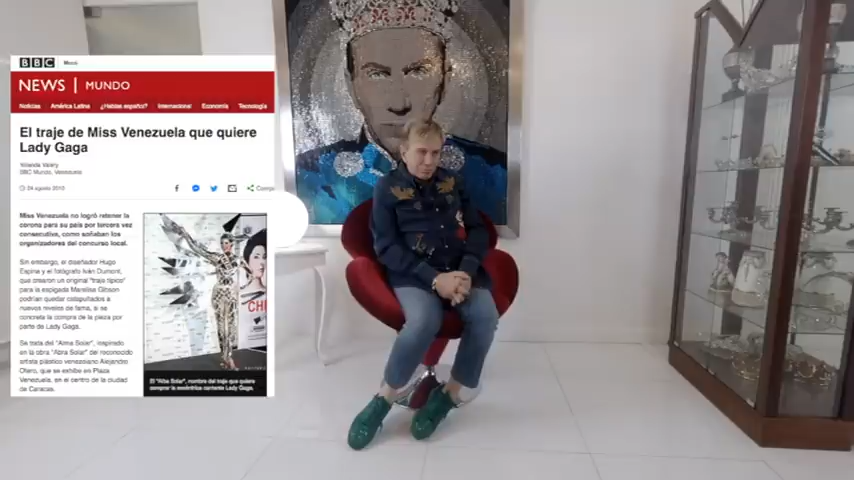 BBC
NEWS | MUNDO
Noticias América Latina ¿Hablas español? Internacional Economía Tecnología
El traje de Miss Venezuela que quiere
Lady Gaga
BBC Mundo, Venezuela
24 agosto 2010
Miss Venezuela no logró retener la
corona para su país por tercera vez
consecutiva, como soñaban los
organizadores del concurso local.
Sin embargo, el diseñador Hugo
Espina y el fotógrafo Iván Dumont,
que crearon un original "traje típico"
para la espigada Marelisa Gibson
podrían quedar catapultados a
nuevos niveles de fama, si se
concreta la compra de la pieza por
parte de Lady Gaga.
Se trata del "Alma Solar", inspirado
en la obra "Abra Solar" del reconocido
artista plástico venezolano Alejandro
Otero, que se exhibe en Plaza
Venezuela, en el centro de la ciudad
de Caracas.
El "Alba Solar", nombre del traje que quiere
comprar la excéntrica cantante Lady Gaga.